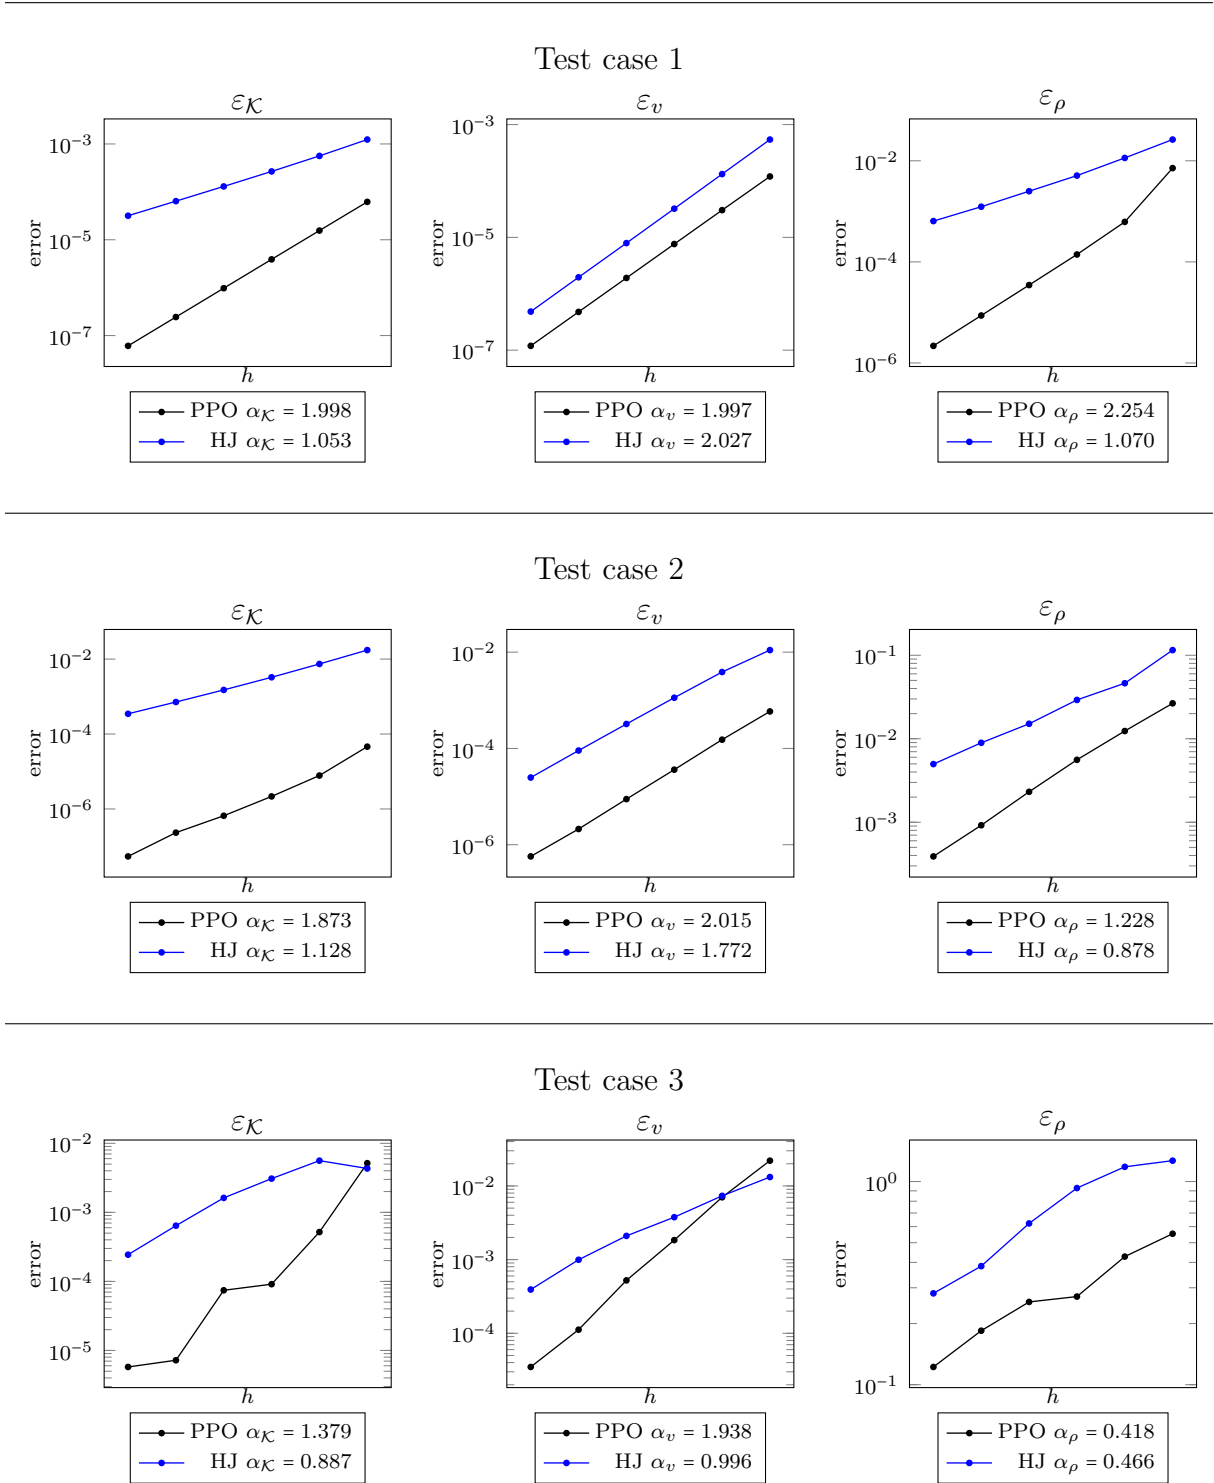 Test case 1
ε𝒦
εv
ερ
10⁻³
10⁻⁵
10⁻⁷
error
h
10⁻³
10⁻⁵
10⁻⁷
error
h
10⁻²
10⁻⁴
10⁻⁶
error
h
PPO α𝒦 = 1.998
HJ α𝒦 = 1.053
PPO αv = 1.997
HJ αv = 2.027
PPO αρ = 2.254
HJ αρ = 1.070
Test case 2
ε𝒦
εv
ερ
10⁻²
10⁻⁴
10⁻⁶
error
h
10⁻²
10⁻⁴
10⁻⁶
error
h
10⁻¹
10⁻²
10⁻³
error
h
PPO α𝒦 = 1.873
HJ α𝒦 = 1.128
PPO αv = 2.015
HJ αv = 1.772
PPO αρ = 1.228
HJ αρ = 0.878
Test case 3
ε𝒦
εv
ερ
10⁻²
10⁻³
10⁻⁴
10⁻⁵
error
h
10⁻²
10⁻³
10⁻⁴
error
h
10⁰
10⁻¹
error
h
PPO α𝒦 = 1.379
HJ α𝒦 = 0.887
PPO αv = 1.938
HJ αv = 0.996
PPO αρ = 0.418
HJ αρ = 0.466